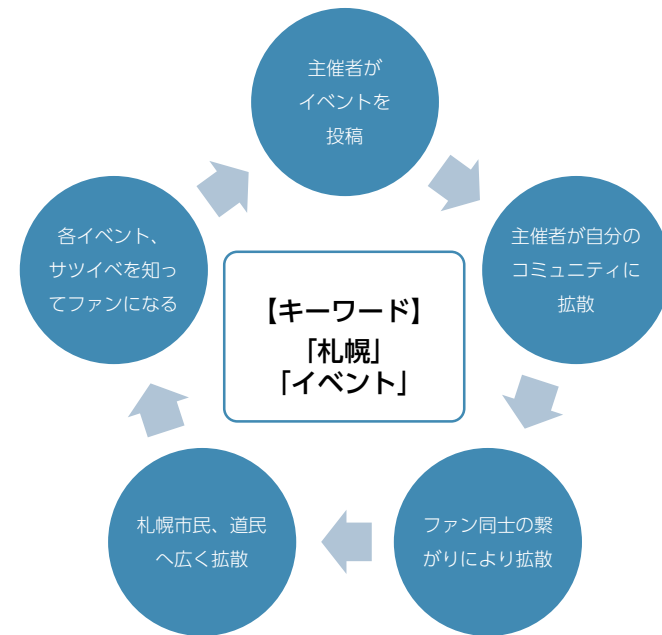 主催者が
イベントを
投稿
主催者が自分の
コミュニティに
拡散
ファン同士の繋
がりにより拡散
札幌市民、道民
へ広く拡散
各イベント、
サツイベを知っ
てファンになる
【キーワード】
「札幌」
「イベント」